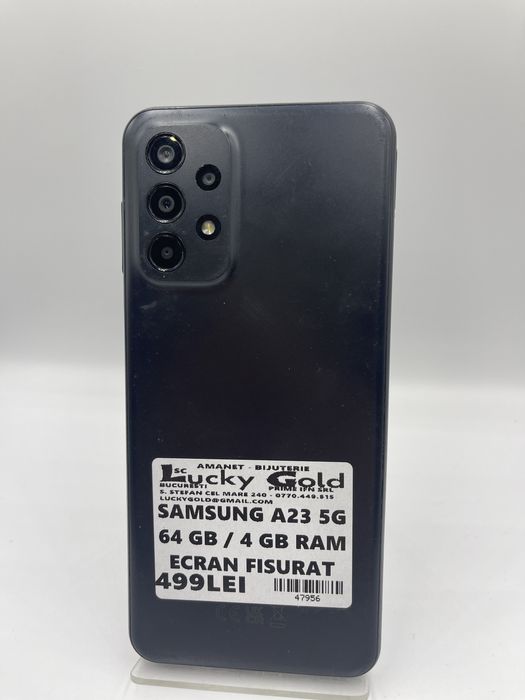 AMANET - BIJUTERIE
SC Lucky Gold
BUCURESTI PRIME IFN SRL
S. STEFAN CEL MARE 240 - 0770.449.515
LUCKYGOLD@GMAIL.COM
SAMSUNG A23 5G
64 GB / 4 GB RAM
ECRAN FISURAT
499LEI
47956